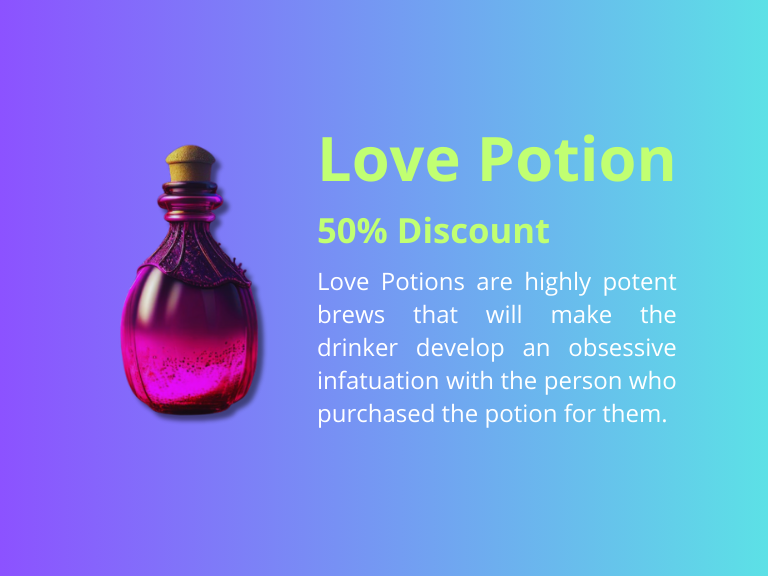 Love Potion
50% Discount
Love Potions are highly potent
brews that will make the
drinker develop an obsessive
infatuation with the person who
purchased the potion for them.